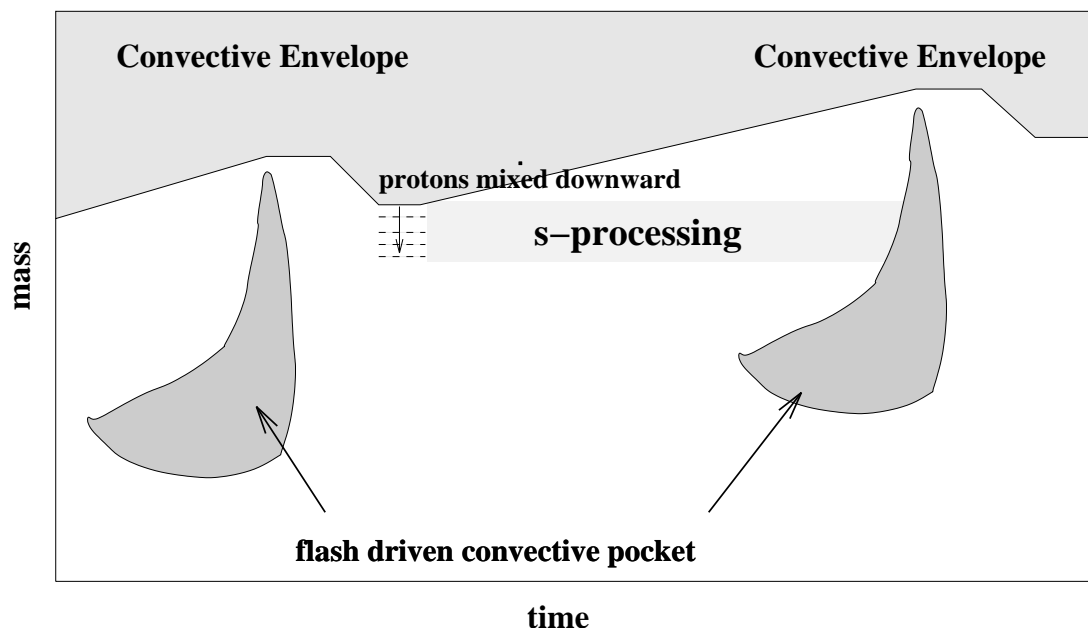 Convective Envelope
Convective Envelope
protons mixed downward
s−processing
mass
flash driven convective pocket
time